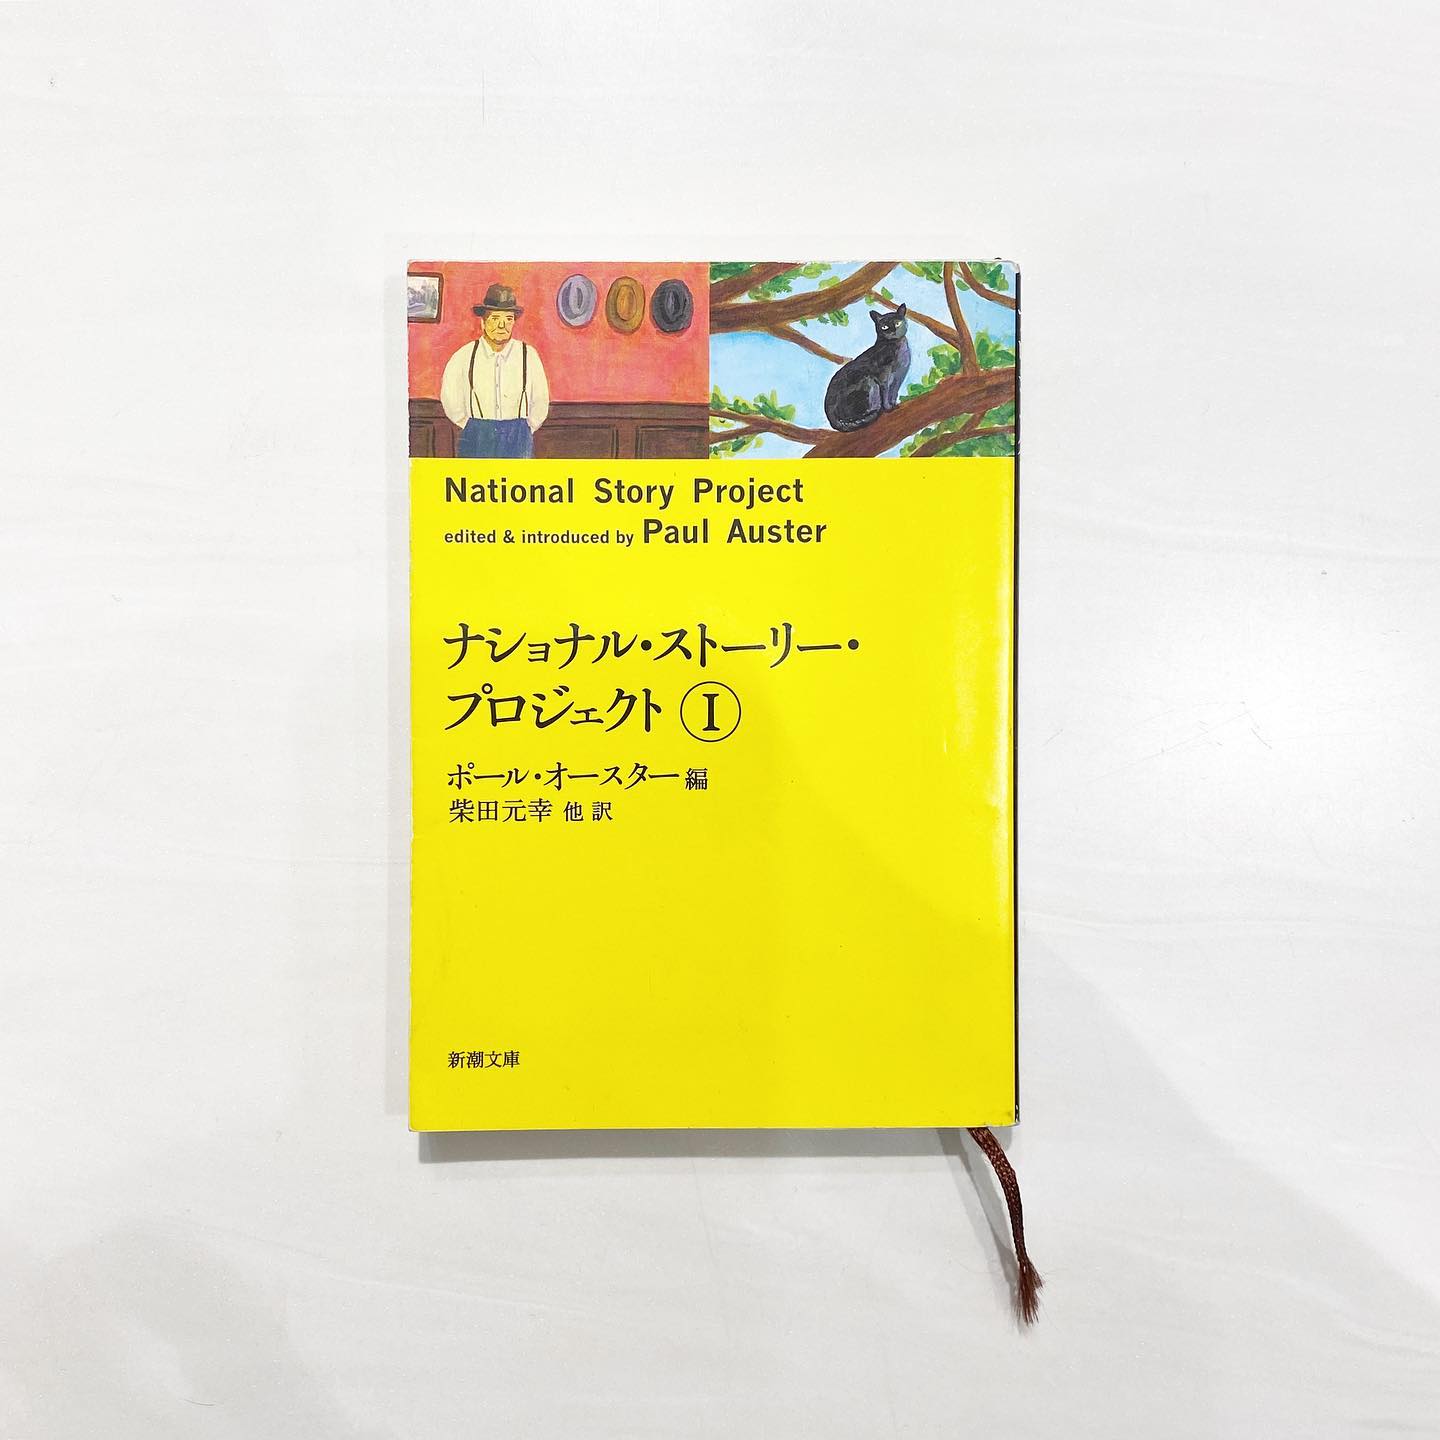 National Story Project
edited & introduced by Paul Auster
ナショナル・ストーリー・
プロジェクト Ⅰ
ポール・オースター 編
柴田元幸 他 訳
新潮文庫